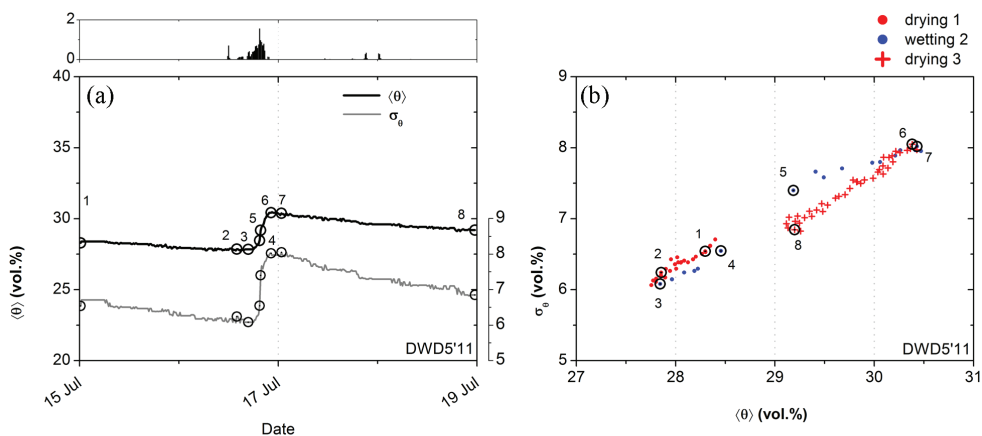 2
0
drying 1
wetting 2
drying 3
40
35
30
25
20
⟨θ⟩ (vol.%)
(a)
⟨θ⟩
σθ
1
2
3
4
5
6
7
8
9
8
7
6
5
DWD5'11
15 Jul
17 Jul
19 Jul
Date
9
8
7
6
5
σθ (vol.%)
(b)
1
2
3
4
5
6
7
8
DWD5'11
27
28
29
30
31
⟨θ⟩ (vol.%)